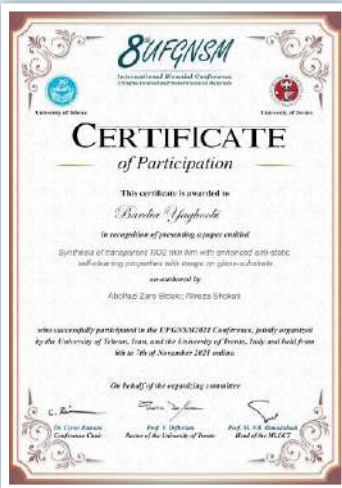 8th UFGNSM
International Biennial Conference
University of Tehran
University of Trento
CERTIFICATE
of Participation
This certificate is awarded to
Bardia Yaghoobi
in recognition of presenting a paper entitled
Synthesis of transparent TiO2 thin film with enhanced anti-static
self-cleaning properties with image on glass-substrate
co-authored by
Abolfazl Zare Bidaki; Alireza Shokati
who successfully participated in the UFGNSM2021 Conference, jointly organized
by the University of Tehran, Iran, and the University of Trento, Italy and held from
6th to 7th of November 2021 online.
On behalf of the organizing committee
Conference Chair
Rector of the University of Trento
Head of the